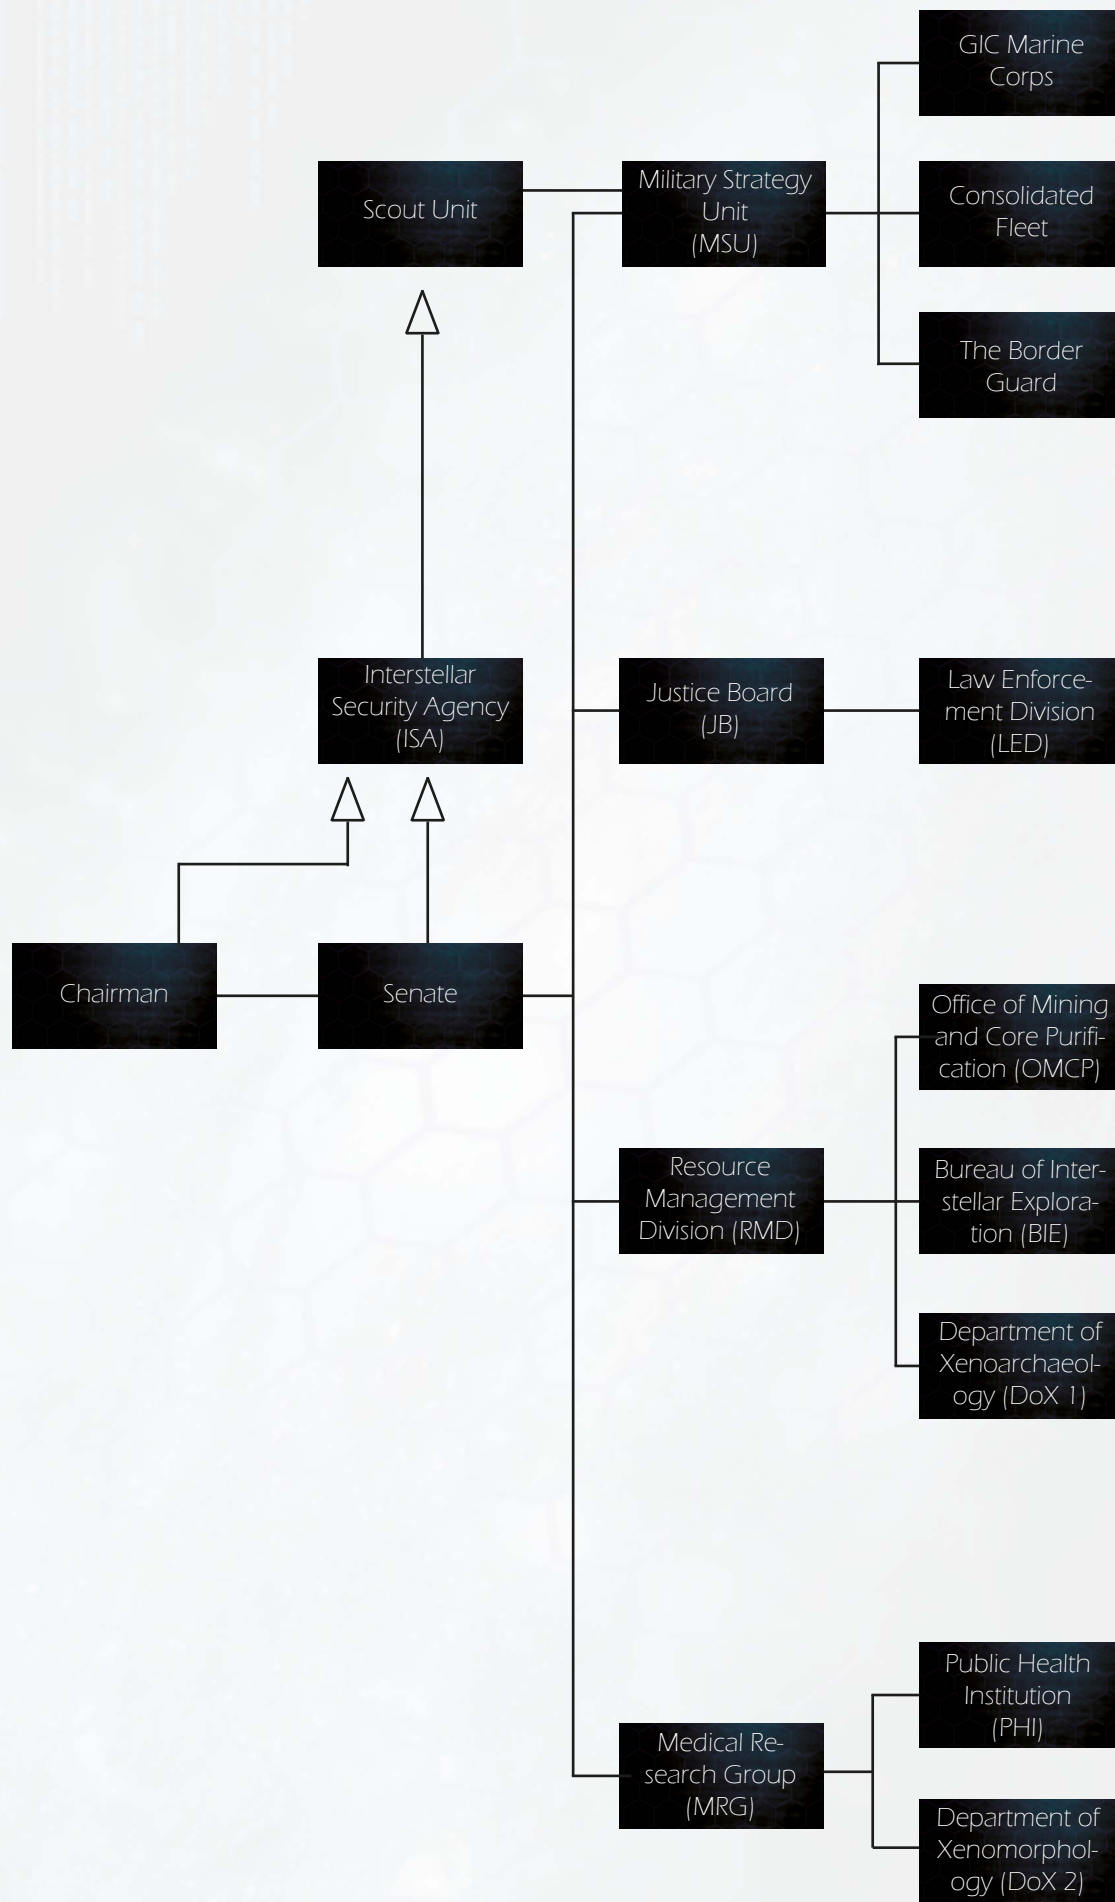 GIC Marine
Corps
Scout Unit
Military Strategy
Unit
(MSU)
Consolidated
Fleet
The Border
Guard
Interstellar
Security Agency
(ISA)
Justice Board
(JB)
Law Enforce-
ment Division
(LED)
Chairman
Senate
Office of Mining
and Core Purifi-
cation (OMCP)
Resource
Management
Division (RMD)
Bureau of Inter-
stellar Explora-
tion (BIE)
Department of
Xenoarchaeol-
ogy (DoX 1)
Public Health
Institution
(PHI)
Medical Re-
search Group
(MRG)
Department of
Xenomorphol-
ogy (DoX 2)